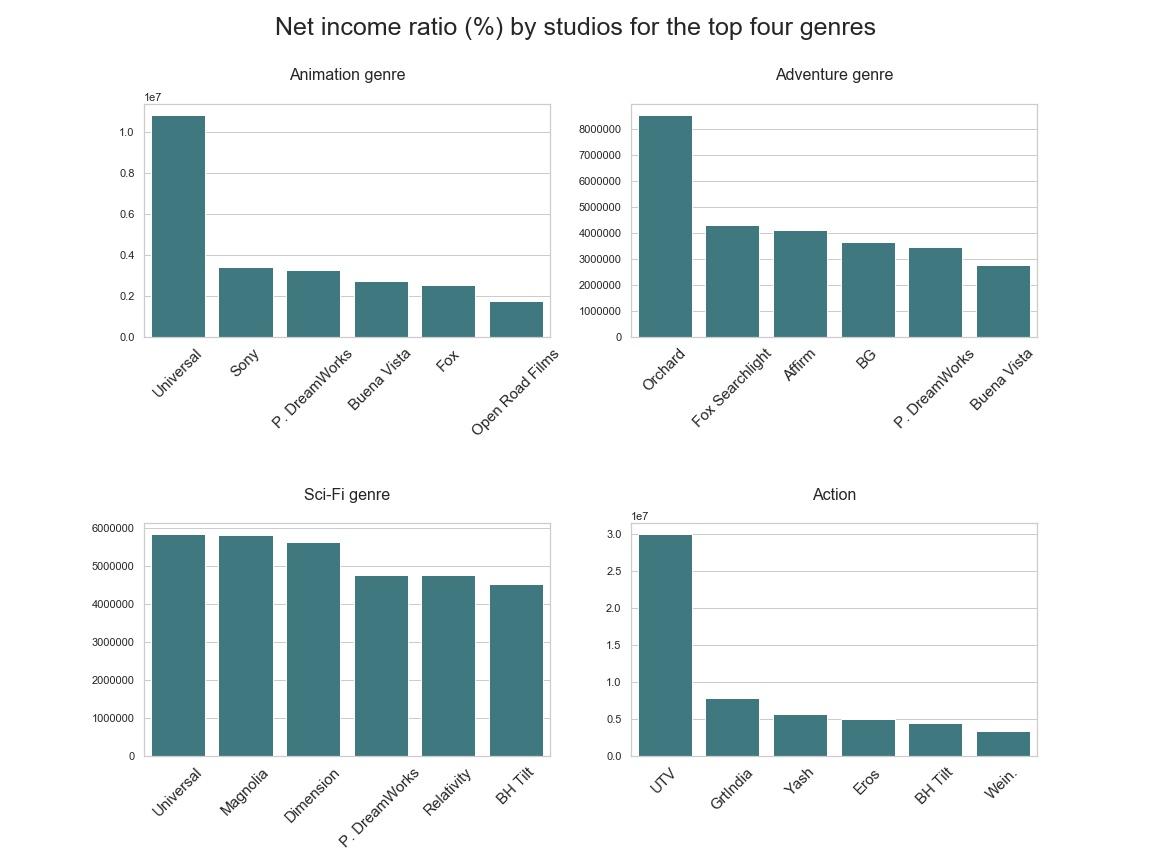 Net income ratio (%) by studios for the top four genres
Animation genre
1e7
1.0
0.8
0.6
0.4
0.2
0.0
Universal
Sony
P. DreamWorks
Buena Vista
Fox
Open Road Films
Adventure genre
8000000
7000000
6000000
5000000
4000000
3000000
2000000
1000000
0
Orchard
Fox Searchlight
Affirm
BG
P. DreamWorks
Buena Vista
Sci-Fi genre
6000000
5000000
4000000
3000000
2000000
1000000
0
Universal
Magnolia
Dimension
P. DreamWorks
Relativity
BH Tilt
Action
1e7
3.0
2.5
2.0
1.5
1.0
0.5
0.0
UTV
GrtIndia
Yash
Eros
BH Tilt
Wein.